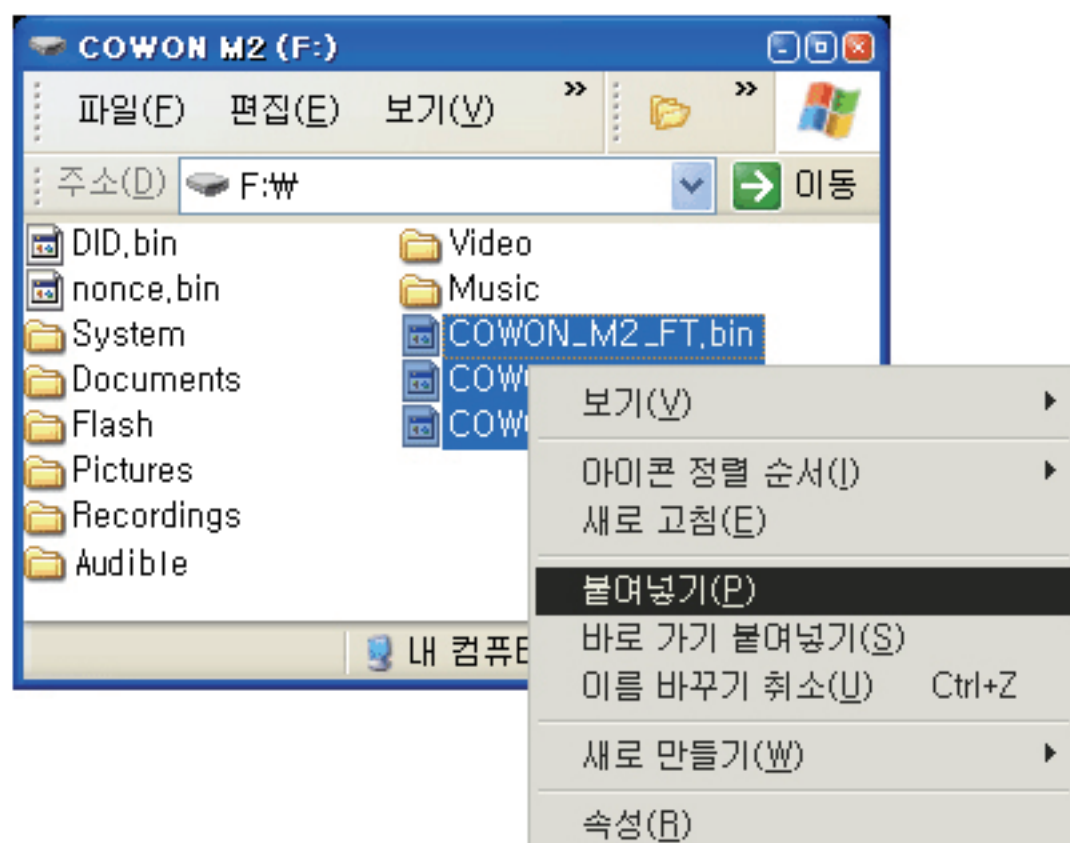 COWON M2 (F:)
파일(F) 편집(E) 보기(V) » »
주소(D) F:₩ 이동
DID.bin
nonce.bin
System
Documents
Flash
Pictures
Recordings
Audible
Video
Music
COWON_M2_FT.bin
보기(V)
아이콘 정렬 순서(I)
새로 고침(E)
붙여넣기(P)
바로 가기 붙여넣기(S)
이름 바꾸기 취소(U) Ctrl+Z
새로 만들기(W)
속성(R)
내